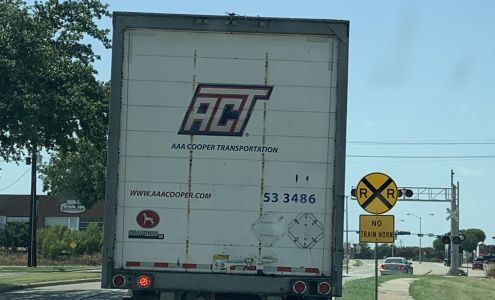 ACT
AAA COOPER TRANSPORTATION
WWW.AAACOOPER.COM
53 3486
R R
NO
TRAIN HORN